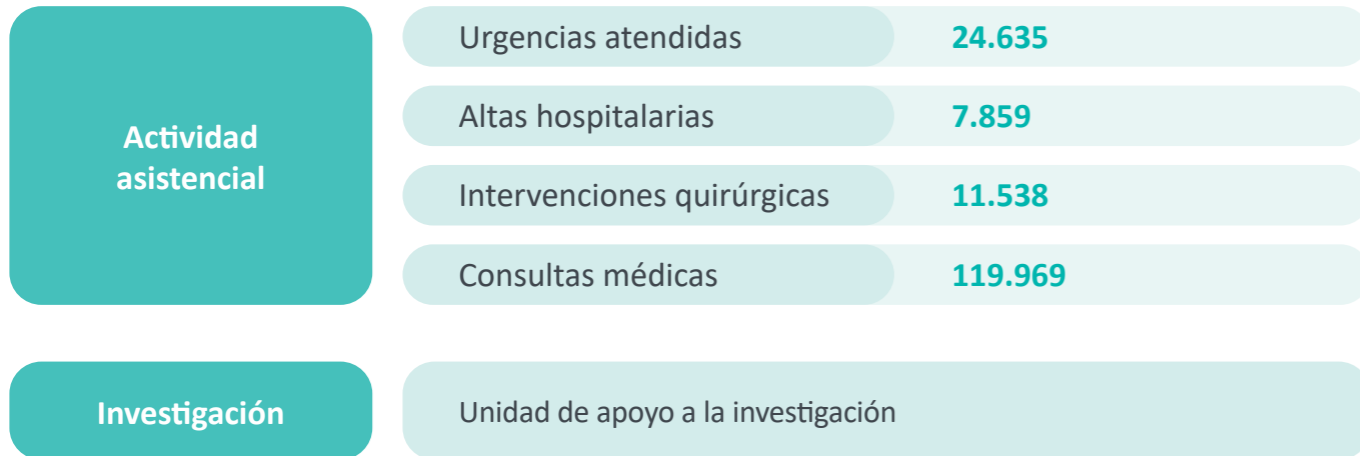 Actividad
asistencial
Urgencias atendidas 24.635
Altas hospitalarias 7.859
Intervenciones quirúrgicas 11.538
Consultas médicas 119.969
Investigación
Unidad de apoyo a la investigación